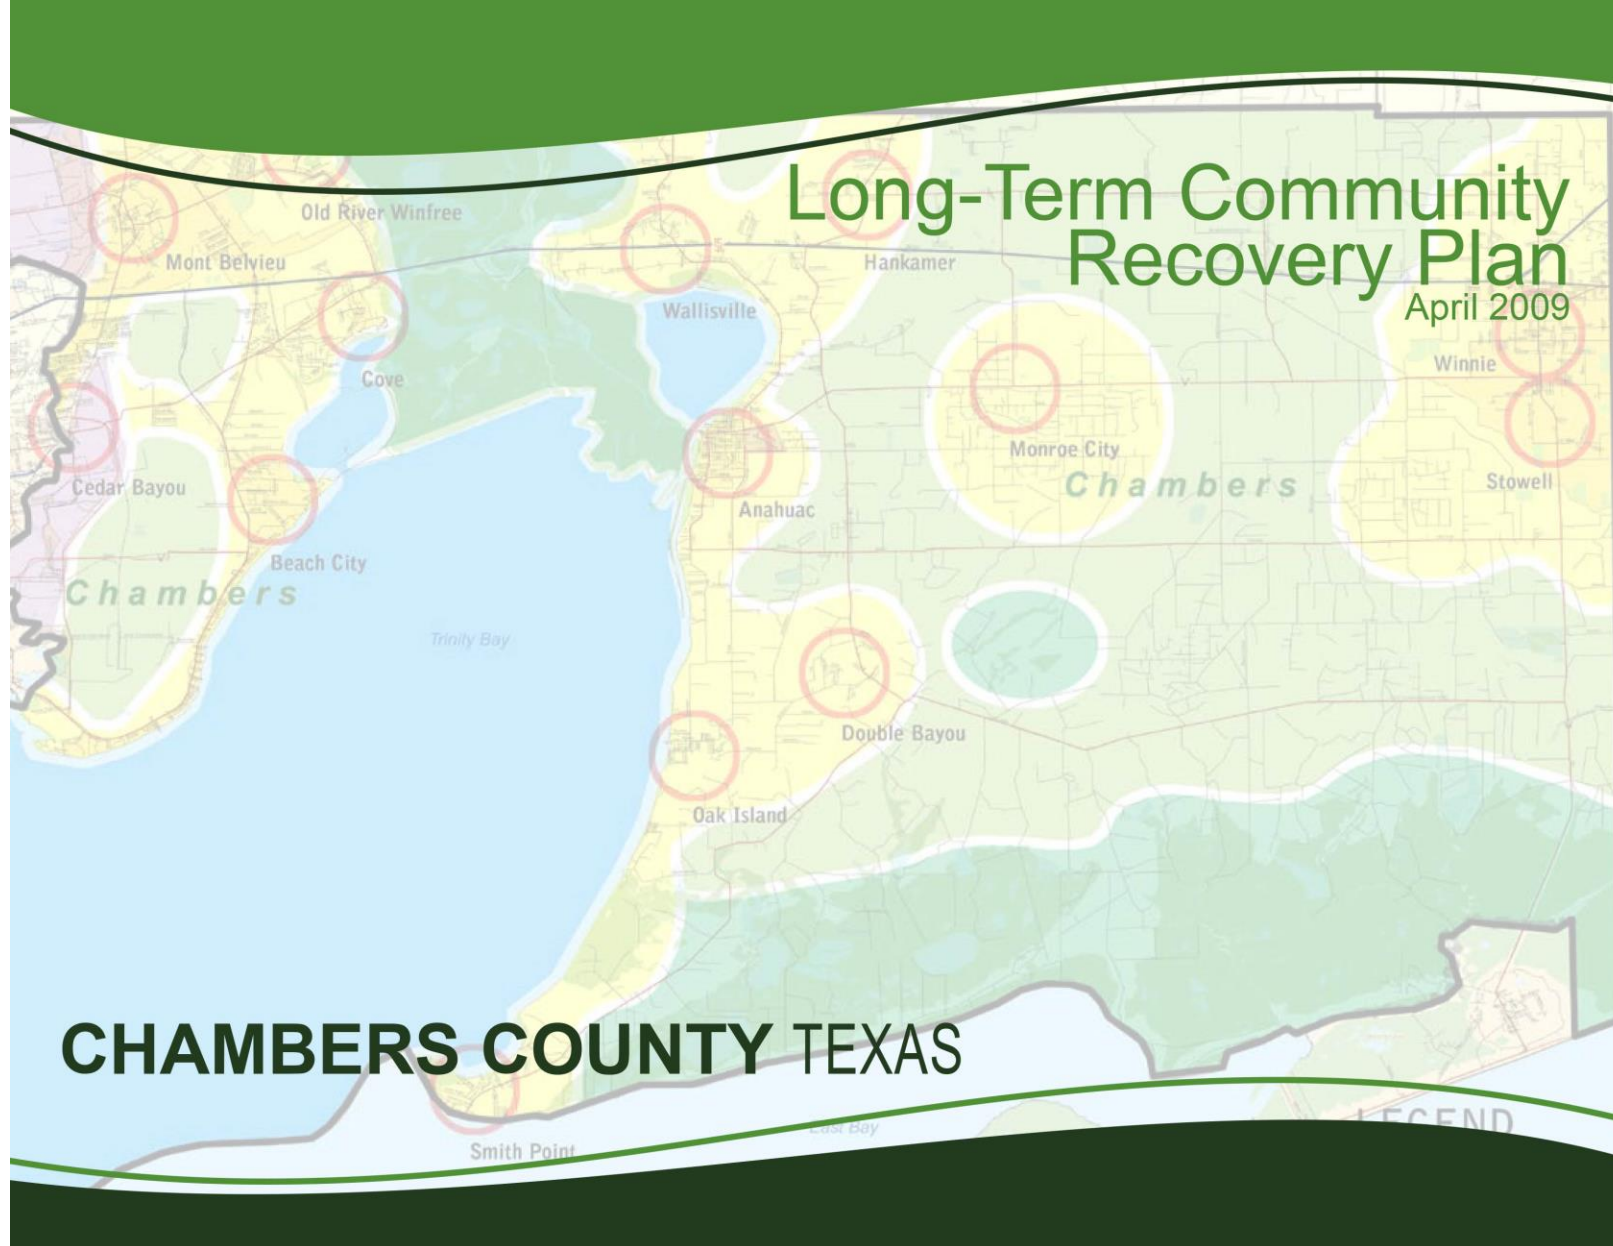 Long-Term Community
Recovery Plan
April 2009
Old River Winfree
Mont Belvieu
Hankamer
Wallisville
Winnie
Cove
Monroe City
Chambers
Stowell
Cedar Bayou
Anahuac
Beach City
Chambers
Trinity Bay
Double Bayou
Oak Island
CHAMBERS COUNTY TEXAS
LEGEND
East Bay
Smith Point